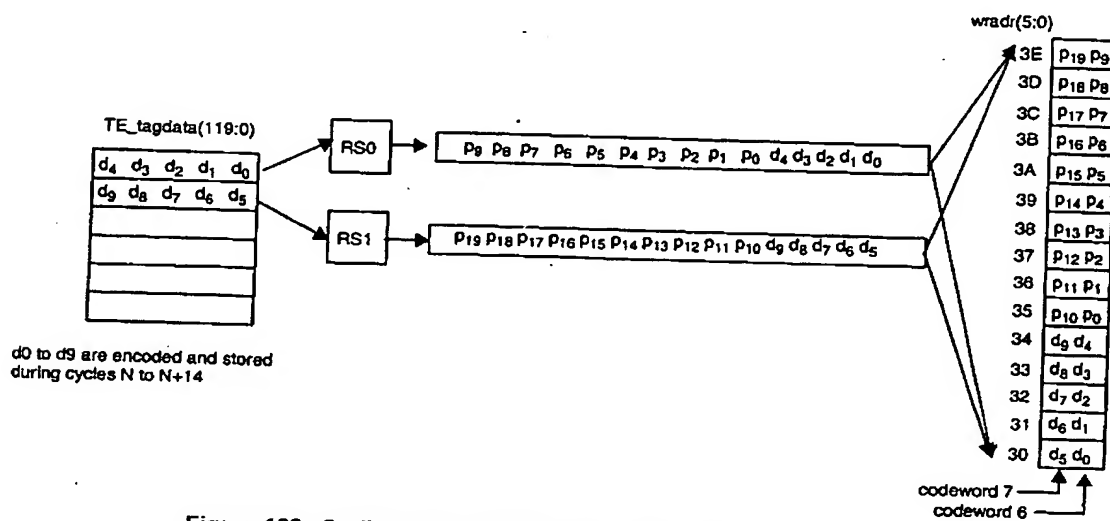 wradr(5:0)
TE_tagdata(119:0)
d4 d3 d2 d1 d0
d9 d8 d7 d6 d5
RS0
RS1
p9 p8 p7 p6 p5 p4 p3 p2 p1 p0 d4 d3 d2 d1 d0
p19 p18 p17 p16 p15 p14 p13 p12 p11 p10 d9 d8 d7 d6 d5
3E p19 p9
3D p18 p8
3C p17 p7
3B p16 p6
3A p15 p5
39 p14 p4
38 p13 p3
37 p12 p2
36 p11 p1
35 p10 p0
34 d9 d4
33 d8 d3
32 d7 d2
31 d6 d1
30 d5 d0
d0 to d9 are encoded and stored
during cycles N to N+14
codeword 7
codeword 6